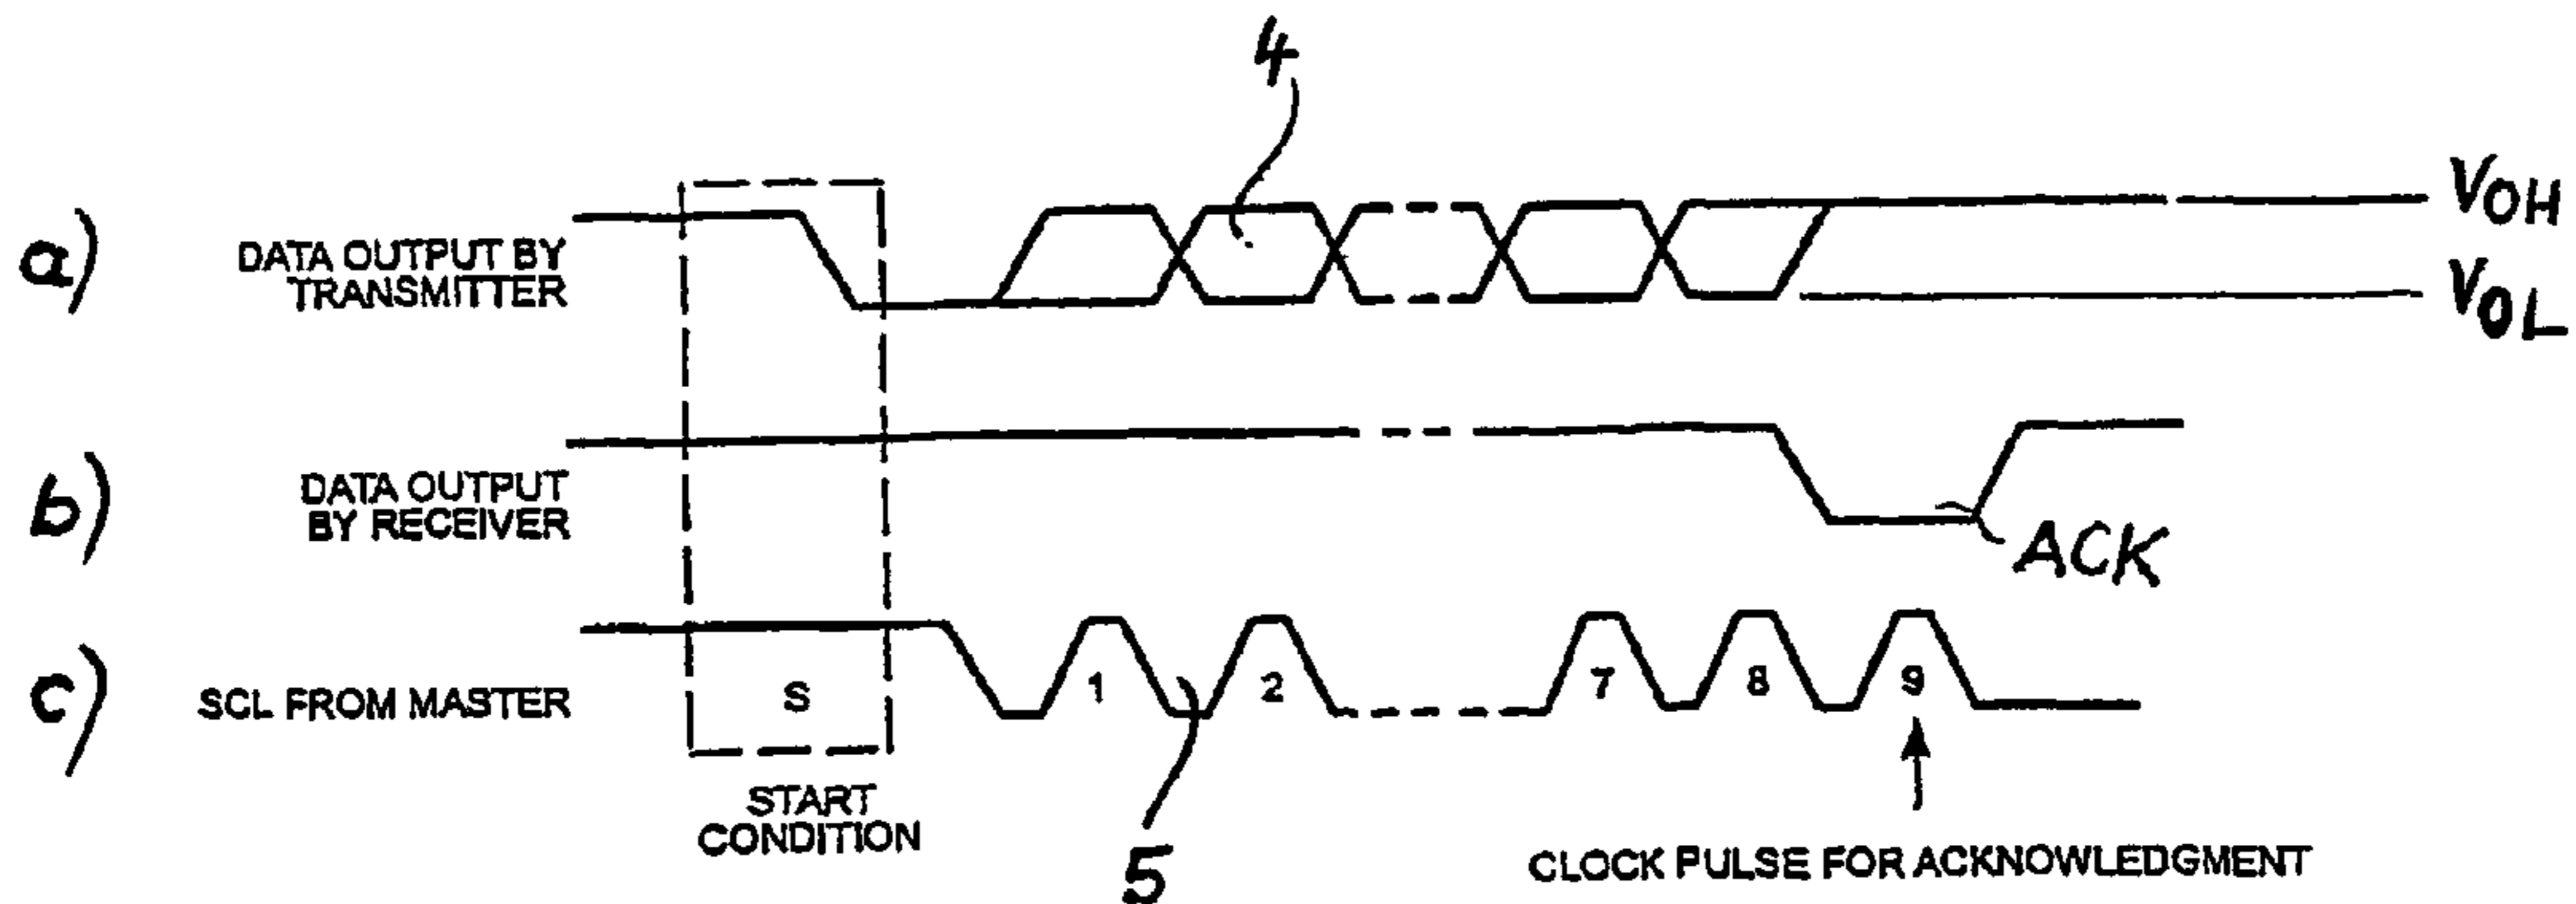 4
a)
DATA OUTPUT BY
TRANSMITTER
VOH
VOL
b)
DATA OUTPUT
BY RECEIVER
ACK
c)
SCL FROM MASTER
S
1
2
7
8
9
START
CONDITION
5
CLOCK PULSE FOR ACKNOWLEDGMENT